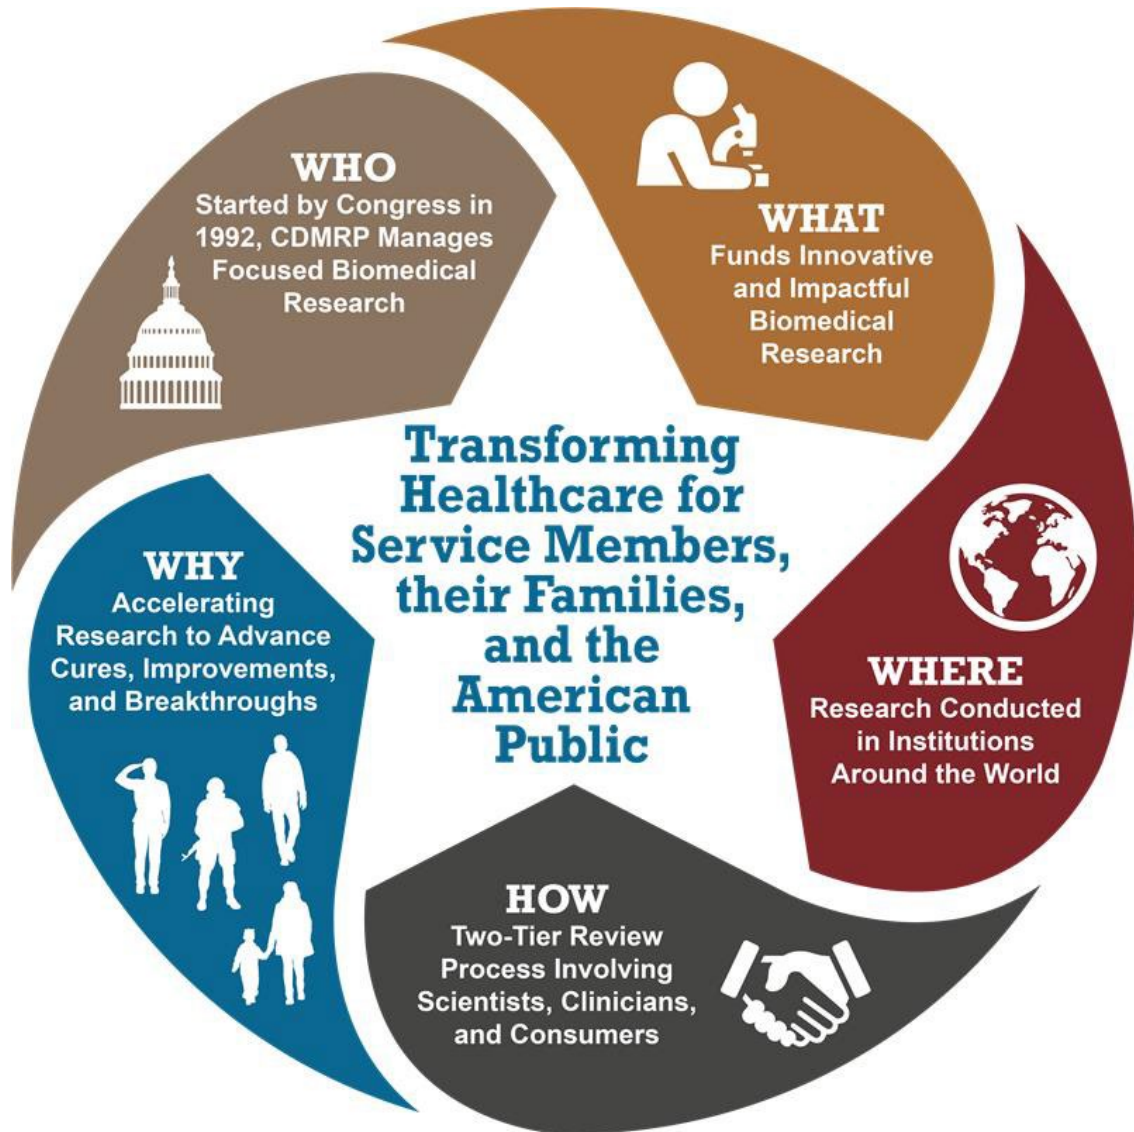 WHO
Started by Congress in
1992, CDMRP Manages
Focused Biomedical
Research
WHAT
Funds Innovative
and Impactful
Biomedical
Research
WHERE
Research Conducted
in Institutions
Around the World
HOW
Two-Tier Review
Process Involving
Scientists, Clinicians,
and Consumers
WHY
Accelerating
Research to Advance
Cures, Improvements,
and Breakthroughs
Transforming
Healthcare for
Service Members,
their Families,
and the
American
Public